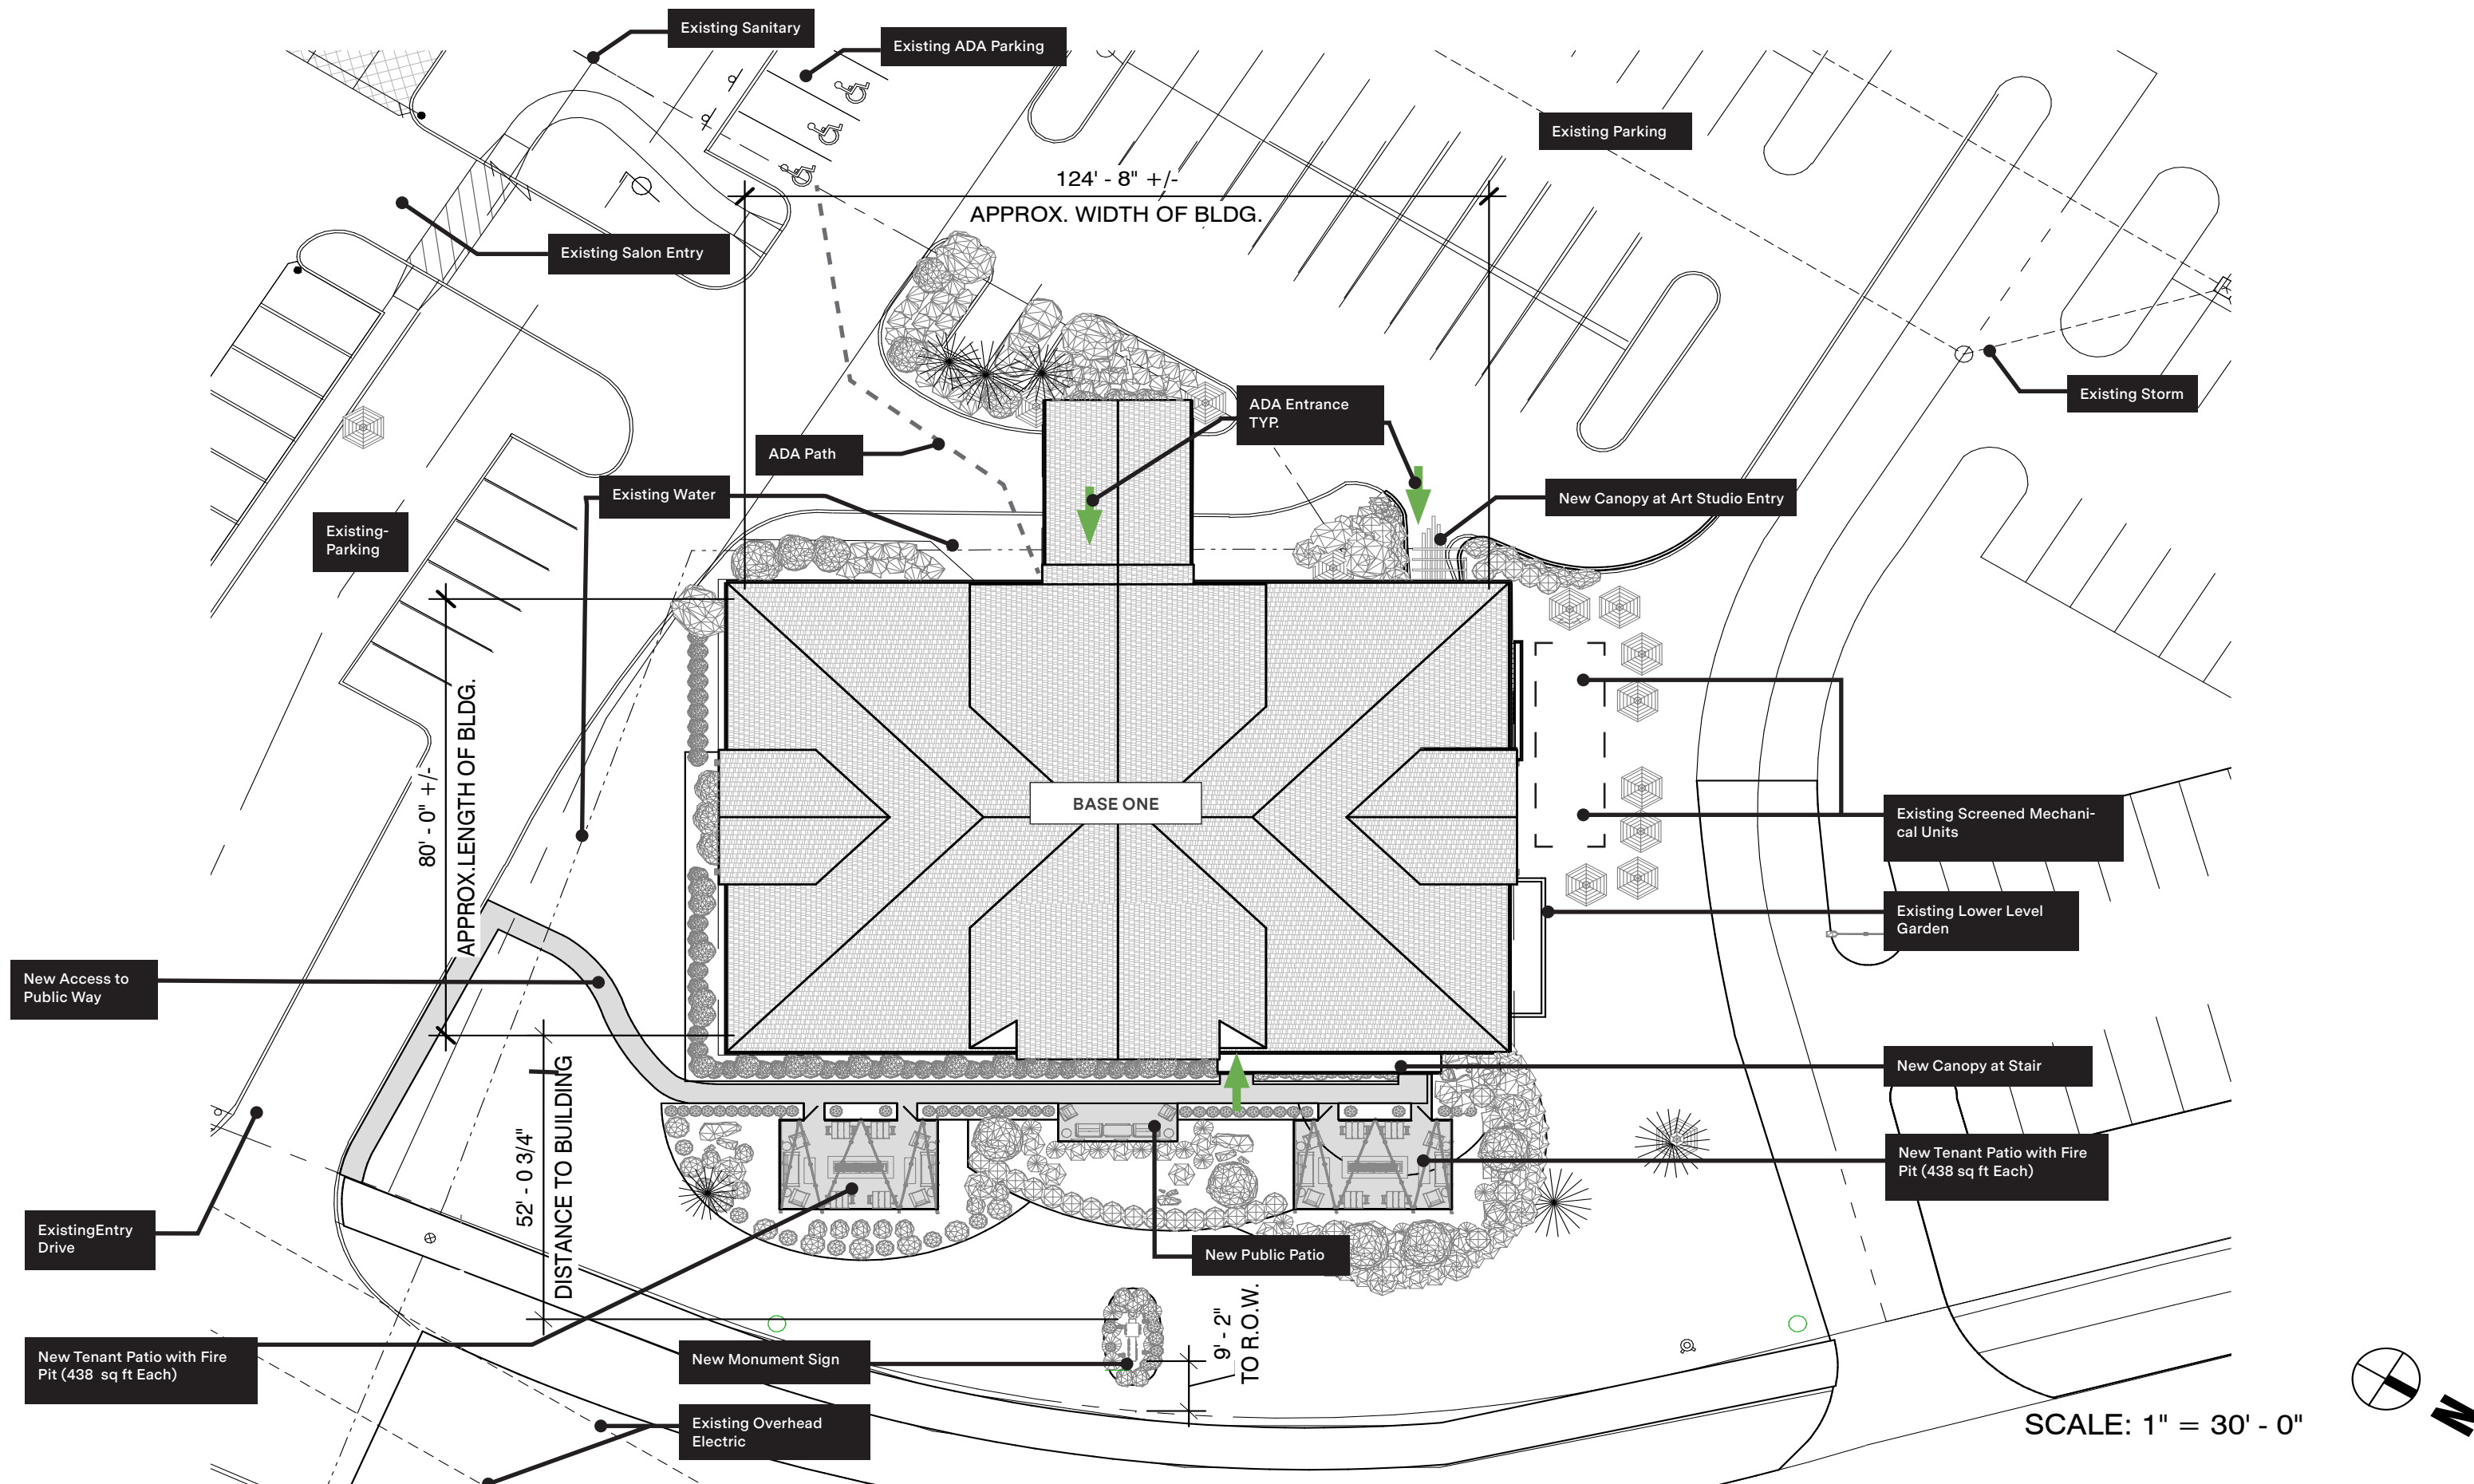 Existing Sanitary
Existing ADA Parking
Existing Parking
124' - 8" +/-
APPROX. WIDTH OF BLDG.
Existing Salon Entry
Existing Storm
ADA Entrance
TYP.
ADA Path
Existing Water
New Canopy at Art Studio Entry
Existing-
Parking
80' - 0" +/-
APPROX.LENGTH OF BLDG.
BASE ONE
Existing Screened Mechani-
cal Units
Existing Lower Level
Garden
New Access to
Public Way
New Canopy at Stair
52' - 0 3/4"
DISTANCE TO BUILDING
New Tenant Patio with Fire
Pit (438 sq ft Each)
ExistingEntry
Drive
New Public Patio
9' - 2"
TO R.O.W.
New Tenant Patio with Fire
Pit (438 sq ft Each)
New Monument Sign
Existing Overhead
Electric
SCALE: 1" = 30' - 0"
N